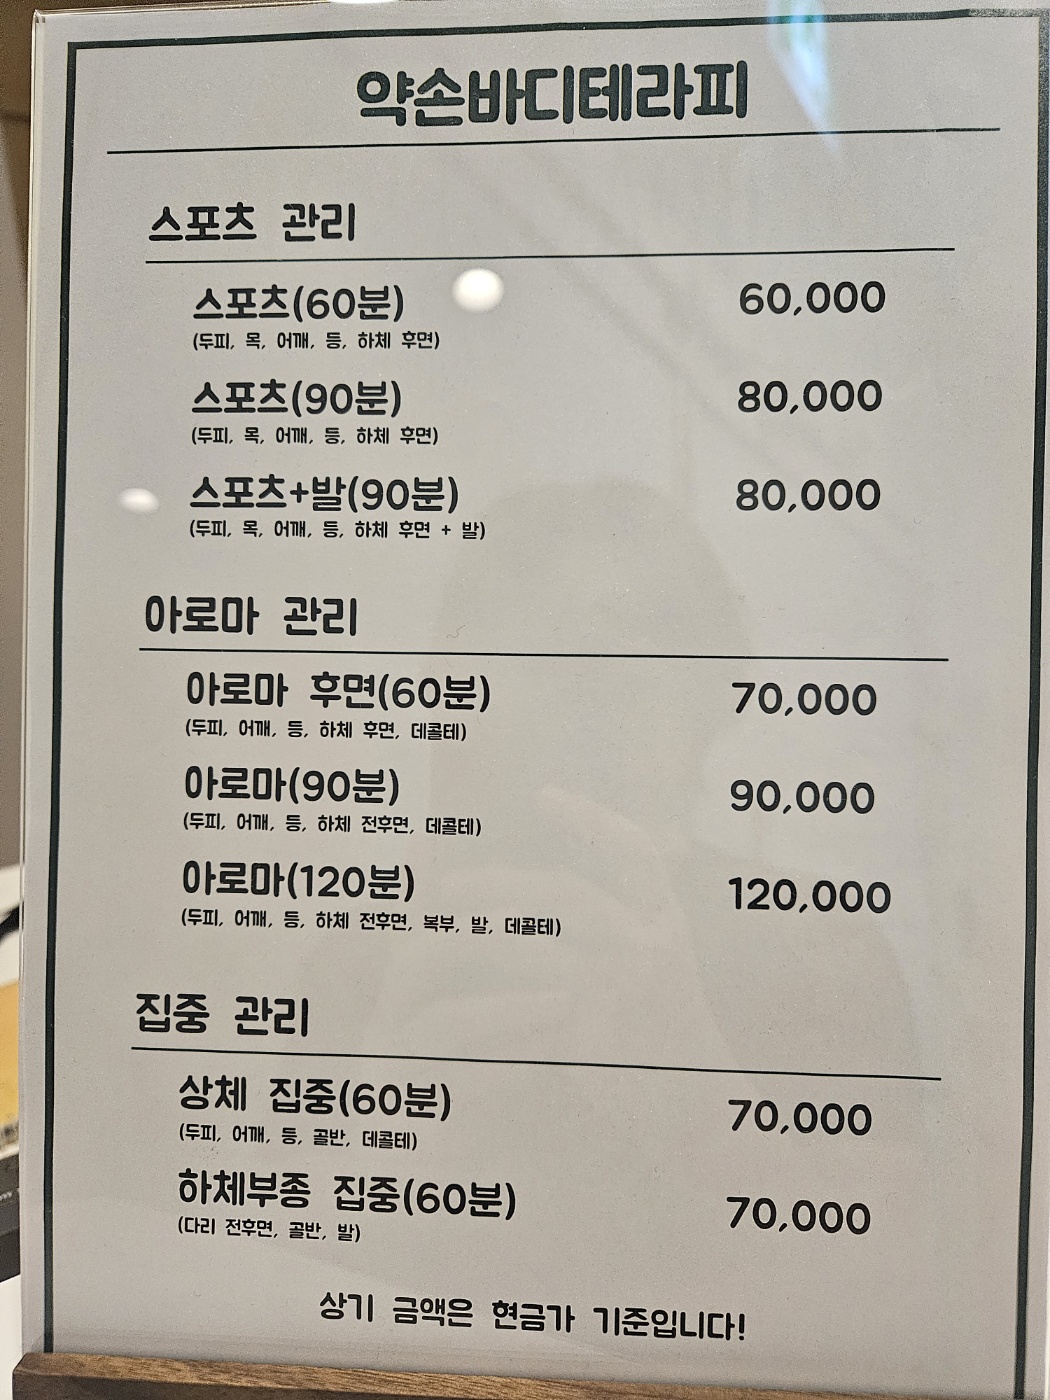 약손바디테라피
스포츠 관리
스포츠(60분) 60,000
(두피, 목, 어깨, 등, 하체 후면)
스포츠(90분) 80,000
(두피, 목, 어깨, 등, 하체 후면)
스포츠+발(90분) 80,000
(두피, 목, 어깨, 등, 하체 후면 + 발)
아로마 관리
아로마 후면(60분) 70,000
(두피, 어깨, 등, 하체 후면, 데콜테)
아로마(90분) 90,000
(두피, 어깨, 등, 하체 전후면, 데콜테)
아로마(120분) 120,000
(두피, 어깨, 등, 하체 전후면, 복부, 발, 데콜테)
집중 관리
상체 집중(60분) 70,000
(두피, 어깨, 등, 골반, 데콜테)
하체부종 집중(60분) 70,000
(다리 전후면, 골반, 발)
상기 금액은 현금가 기준입니다!